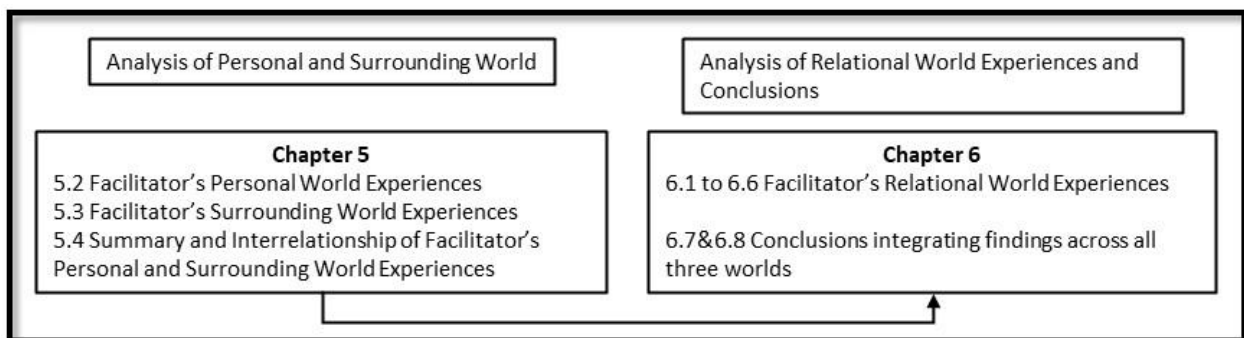 Analysis of Personal and Surrounding World
Analysis of Relational World Experiences and
Conclusions
Chapter 5
5.2 Facilitator’s Personal World Experiences
5.3 Facilitator’s Surrounding World Experiences
5.4 Summary and Interrelationship of Facilitator’s
Personal and Surrounding World Experiences
Chapter 6
6.1 to 6.6 Facilitator’s Relational World Experiences
6.7&6.8 Conclusions integrating findings across all
three worlds